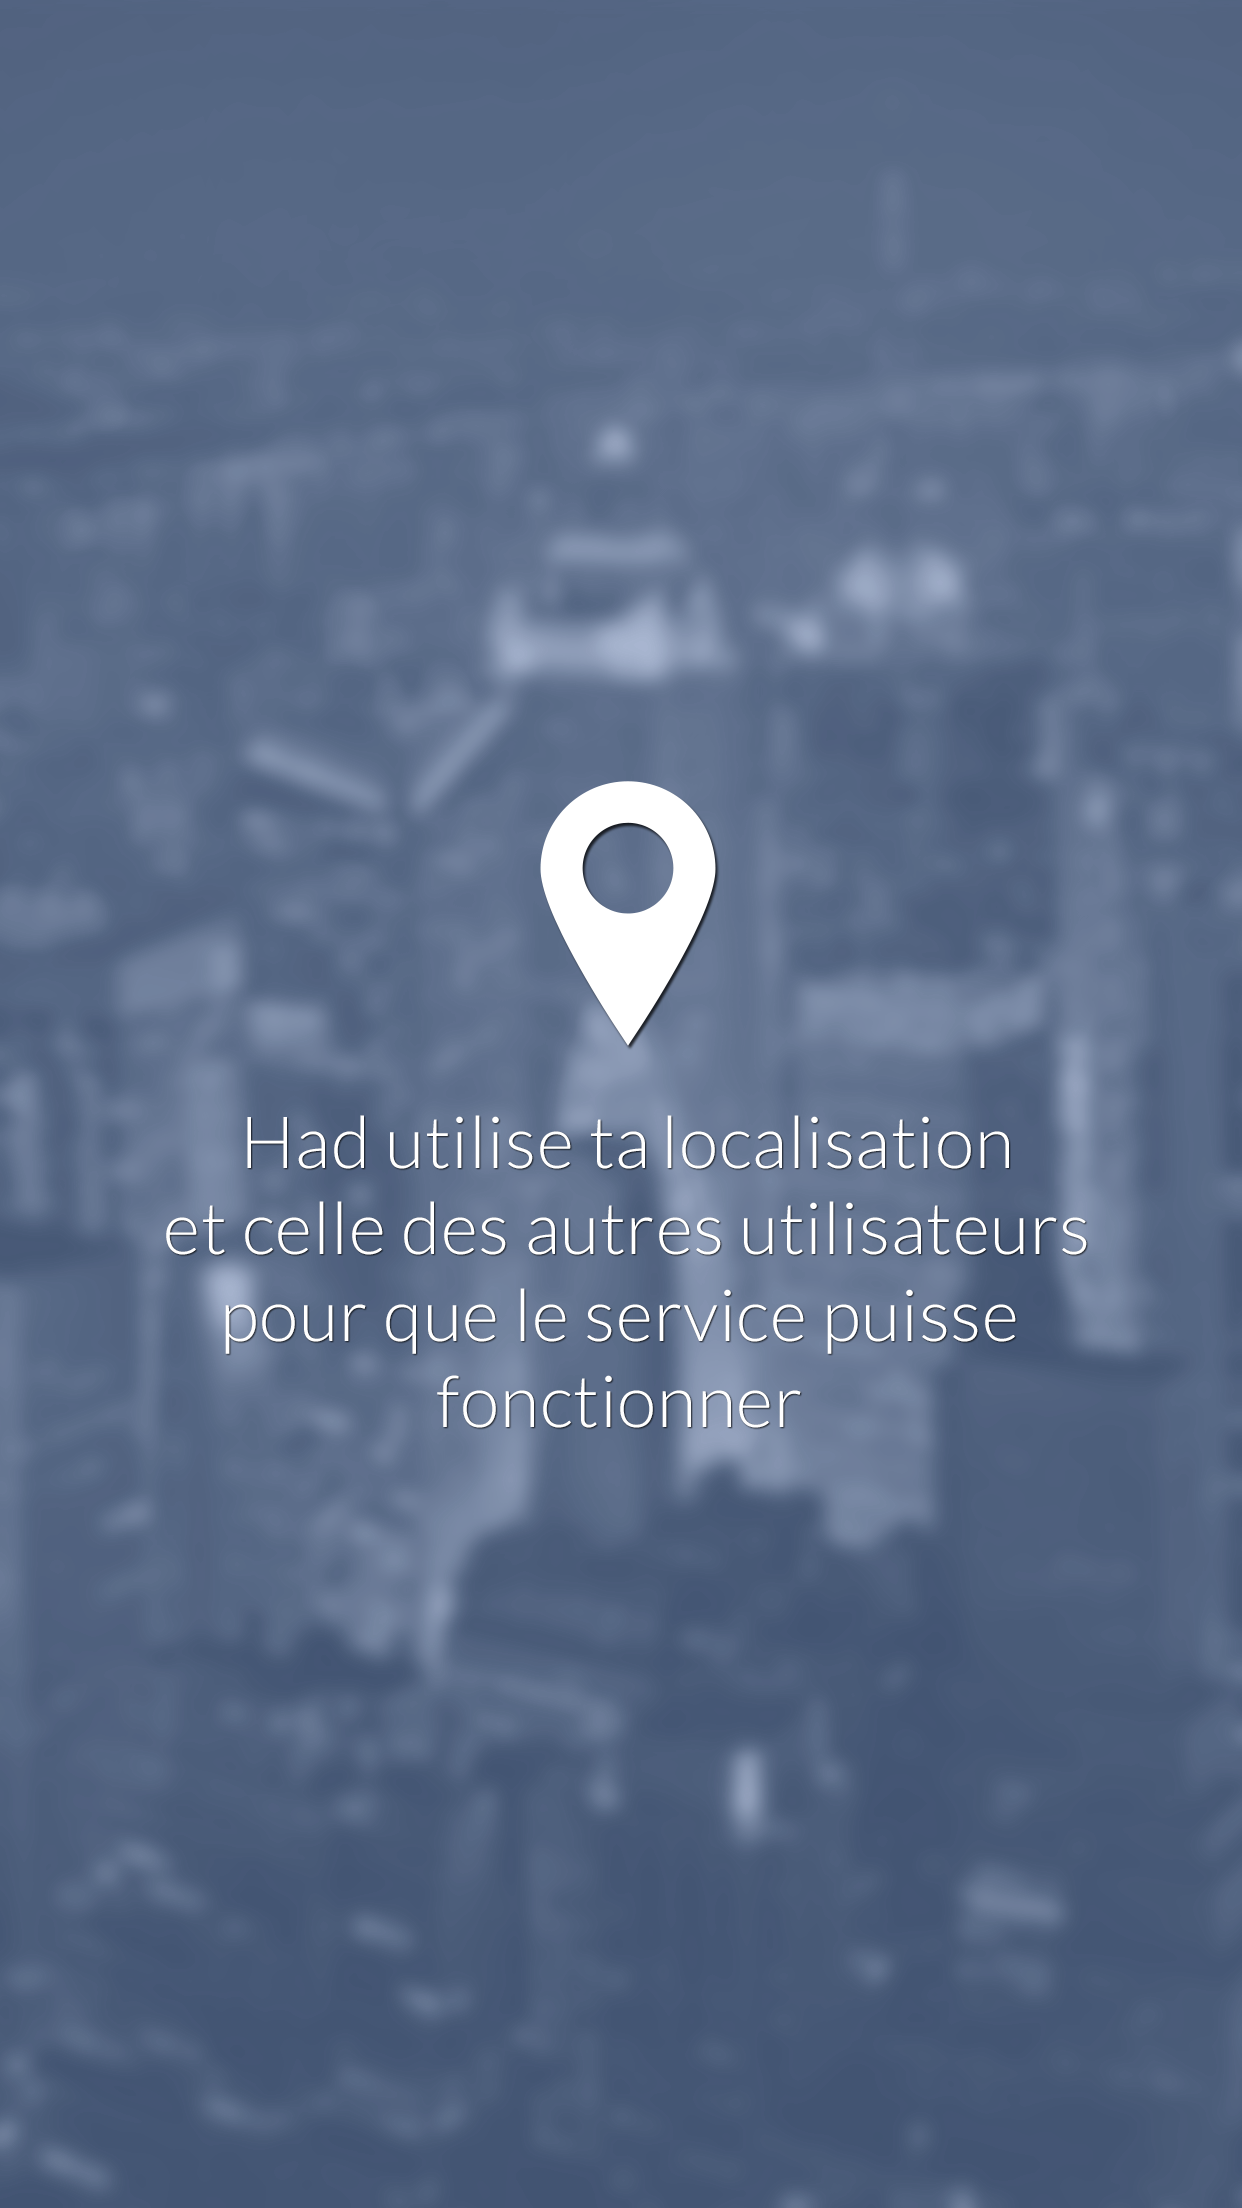 Had utilise ta localisation
et celle des autres utilisateurs
pour que le service puisse
fonctionner